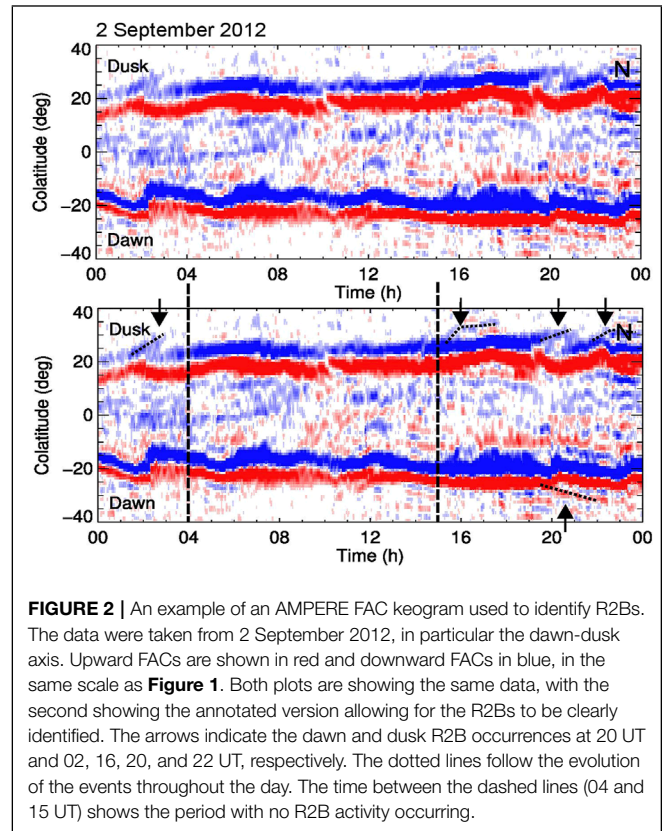 2 September 2012
40
Dusk
N
20
0
−20
Dawn
−40
Colatitude (deg)
00 04 08 12 16 20 00
Time (h)
40
Dusk
N
20
0
−20
Dawn
−40
Colatitude (deg)
00 04 08 12 16 20 00
Time (h)
FIGURE 2 | An example of an AMPERE FAC keogram used to identify R2Bs.
The data were taken from 2 September 2012, in particular the dawn-dusk
axis. Upward FACs are shown in red and downward FACs in blue, in the
same scale as Figure 1. Both plots are showing the same data, with the
second showing the annotated version allowing for the R2Bs to be clearly
identified. The arrows indicate the dawn and dusk R2B occurrences at 20 UT
and 02, 16, 20, and 22 UT, respectively. The dotted lines follow the evolution
of the events throughout the day. The time between the dashed lines (04 and
15 UT) shows the period with no R2B activity occurring.